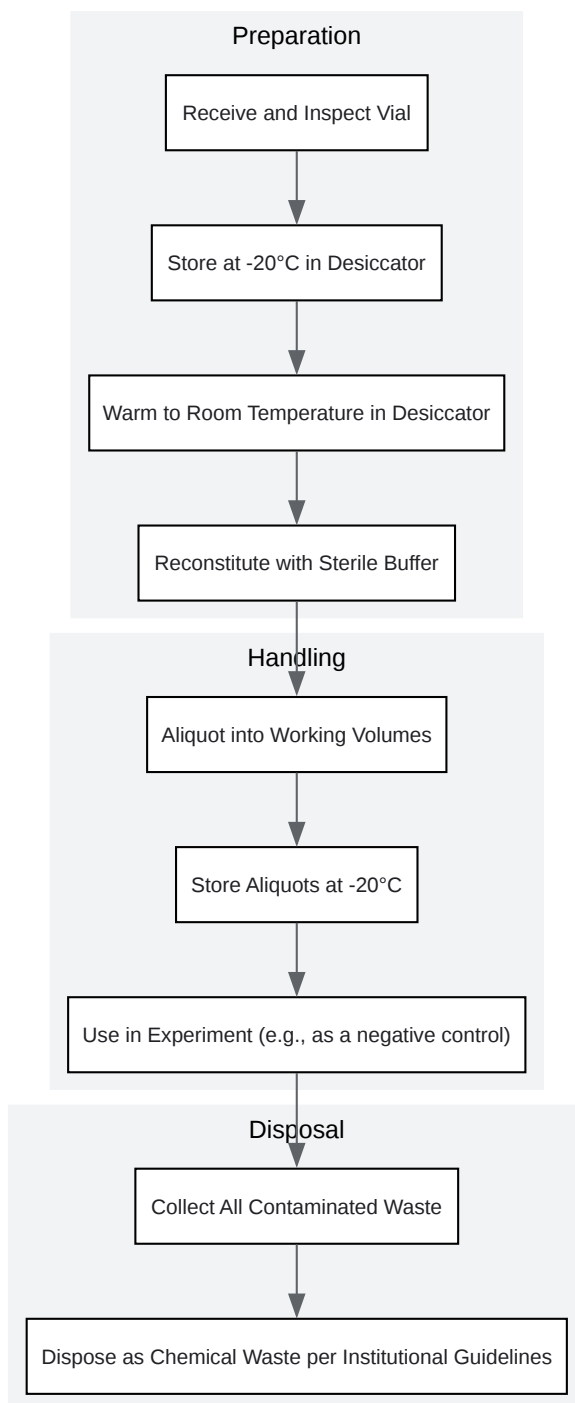 Preparation
Receive and Inspect Vial
Store at -20°C in Desiccator
Warm to Room Temperature in Desiccator
Reconstitute with Sterile Buffer
Handling
Aliquot into Working Volumes
Store Aliquots at -20°C
Use in Experiment (e.g., as a negative control)
Disposal
Collect All Contaminated Waste
Dispose as Chemical Waste per Institutional Guidelines